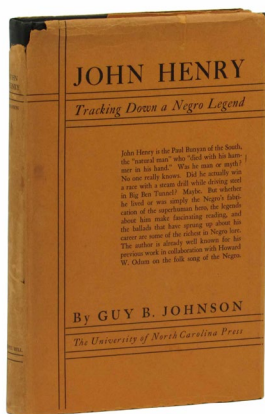 JOHN HENRY
Tracking Down a Negro Legend
John Henry is the Paul Bunyan of the South,
the "natural man" who "died with his ham-
mer in his hand." Was he man or myth?
No one really knows. Did he actually win
a race with a steam drill while driving steel
in Big Ben Tunnel? Maybe. But whether
he lived or was simply the Negro's fabri-
cation of the superhuman hero, the legends
about him make fascinating reading, and
the ballads that have sprung up about his
career are some of the richest in Negro lore.
The author is already well known for his
previous work in collaboration with Howard
W. Odum on the folk song of the Negro.
By GUY B. JOHNSON
The University of North Carolina Press